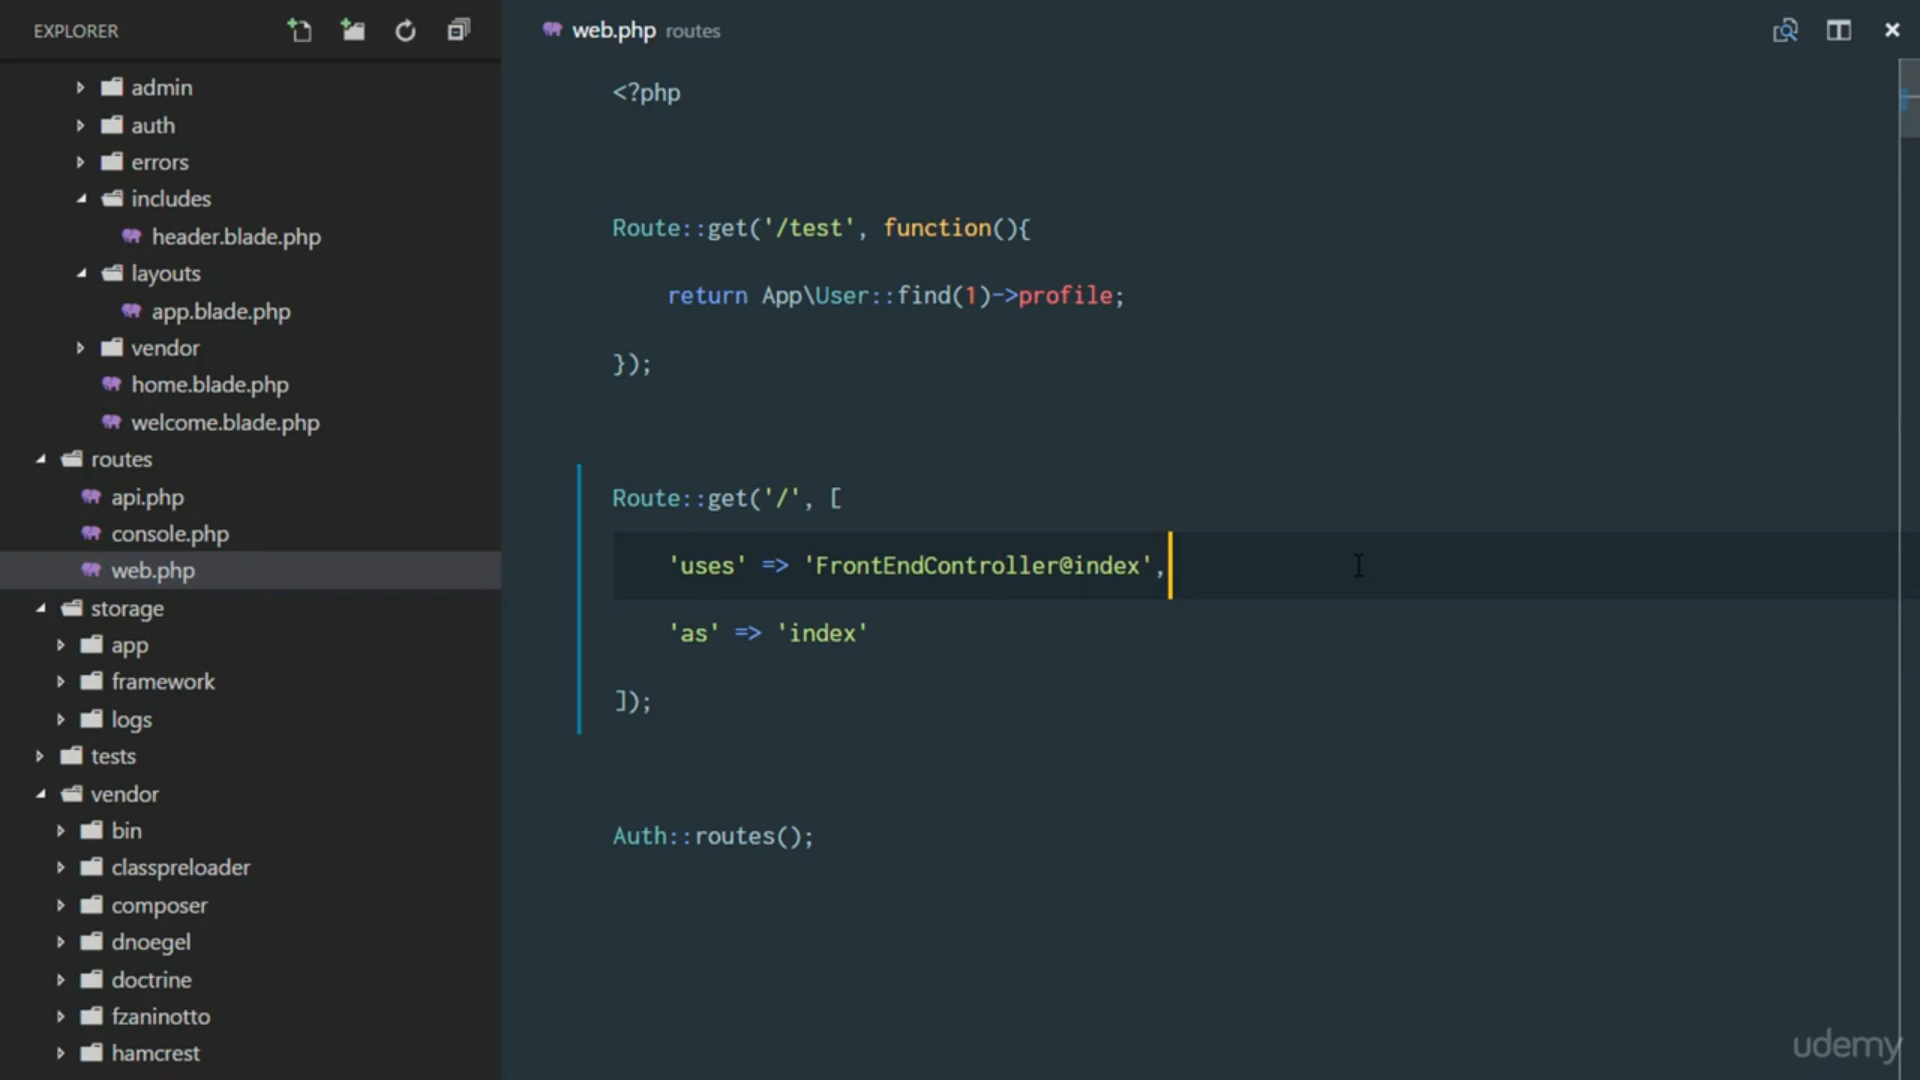 EXPLORER
admin
auth
errors
includes
header.blade.php
layouts
app.blade.php
vendor
home.blade.php
welcome.blade.php
routes
api.php
console.php
web.php
storage
app
framework
logs
tests
vendor
bin
classpreloader
composer
dnoegel
doctrine
fzaninotto
hamcrest
web.php routes
<?php
Route::get('/test', function(){
return App\User::find(1)->profile;
});
Route::get('/', [
'uses' => 'FrontEndController@index',
'as' => 'index'
]);
Auth::routes();
udemy